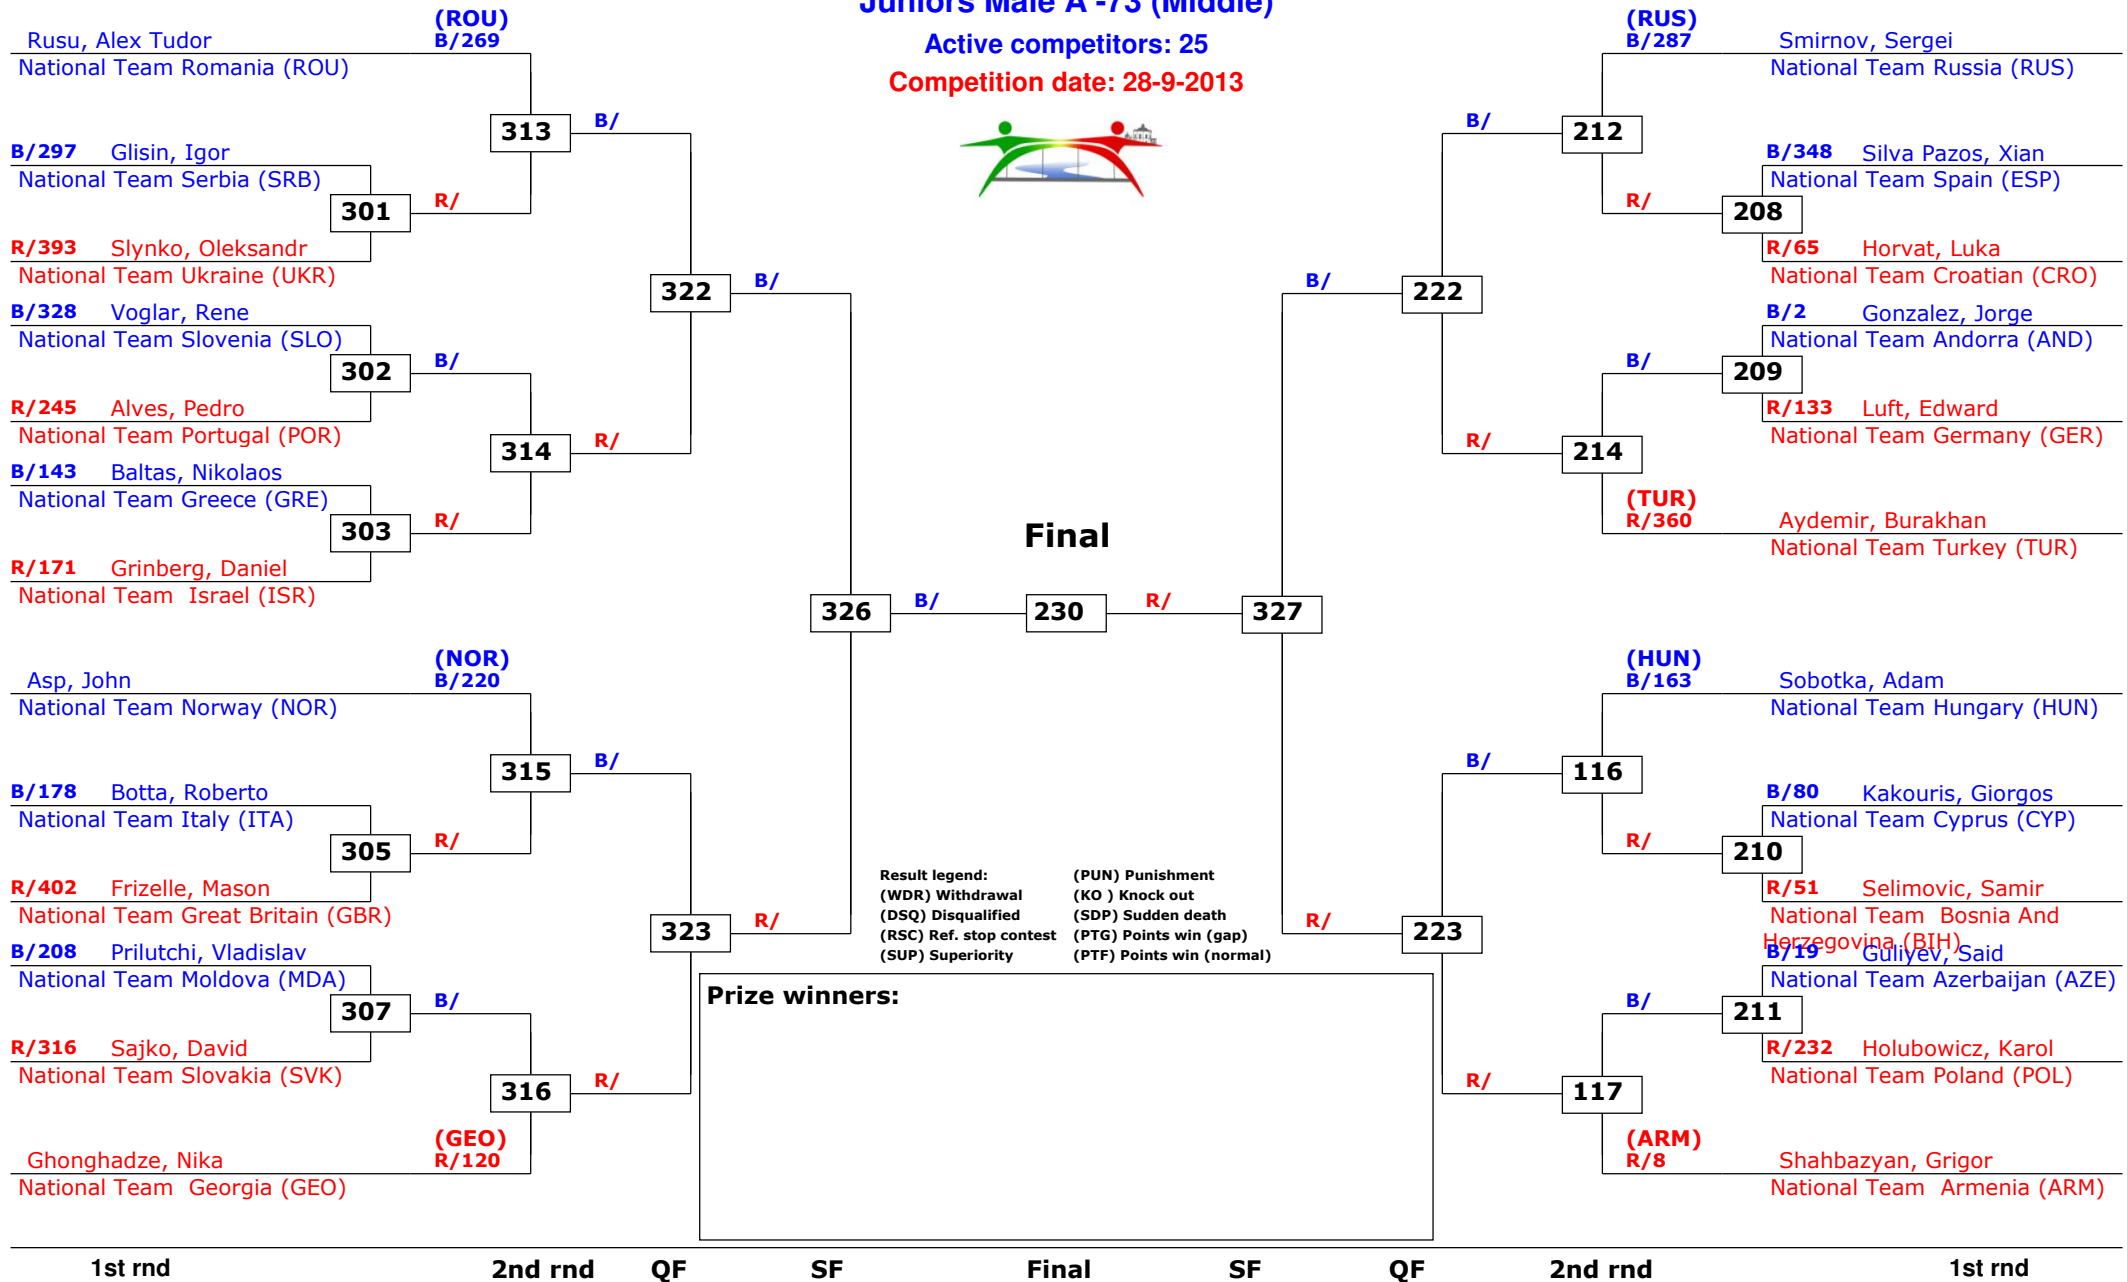 Juniors Male A -73 (Middle)
Active competitors: 25
Competition date: 28-9-2013
Rusu, Alex Tudor
(ROU)
B/269
National Team Romania (ROU)
313
B/
B/297 Glisin, Igor
National Team Serbia (SRB)
301
R/
R/393 Slynko, Oleksandr
National Team Ukraine (UKR)
322
B/
B/328 Voglar, Rene
National Team Slovenia (SLO)
302
B/
R/245 Alves, Pedro
National Team Portugal (POR)
314
R/
B/143 Baltas, Nikolaos
National Team Greece (GRE)
303
R/
R/171 Grinberg, Daniel
National Team  Israel (ISR)
326
B/
Asp, John
(NOR)
B/220
National Team Norway (NOR)
315
B/
B/178 Botta, Roberto
National Team Italy (ITA)
305
R/
R/402 Frizelle, Mason
National Team Great Britain (GBR)
323
R/
B/208 Prilutchi, Vladislav
National Team Moldova (MDA)
307
B/
R/316 Sajko, David
National Team Slovakia (SVK)
316
R/
(GEO)
R/120
Ghonghadze, Nika
National Team  Georgia (GEO)
Final
230
R/
327
(RUS)
B/287
Smirnov, Sergei
National Team Russia (RUS)
B/
212
B/348 Silva Pazos, Xian
National Team Spain (ESP)
R/
208
R/65 Horvat, Luka
National Team Croatian (CRO)
B/
222
B/2 Gonzalez, Jorge
National Team Andorra (AND)
B/
209
R/133 Luft, Edward
National Team Germany (GER)
R/
214
(TUR)
R/360
Aydemir, Burakhan
National Team Turkey (TUR)
(HUN)
B/163
Sobotka, Adam
National Team Hungary (HUN)
B/
116
B/80 Kakouris, Giorgos
National Team Cyprus (CYP)
R/
210
R/51 Selimovic, Samir
National Team  Bosnia And
Herzegovina (BIH)
R/
223
B/19 Guliyev, Said
National Team Azerbaijan (AZE)
B/
211
R/232 Holubowicz, Karol
National Team Poland (POL)
R/
117
(ARM)
R/8
Shahbazyan, Grigor
National Team  Armenia (ARM)
Result legend: (PUN) Punishment
(WDR) Withdrawal (KO ) Knock out
(DSQ) Disqualified (SDP) Sudden death
(RSC) Ref. stop contest (PTG) Points win (gap)
(SUP) Superiority (PTF) Points win (normal)
Prize winners:
1st rnd 2nd rnd QF SF Final SF QF 2nd rnd 1st rnd